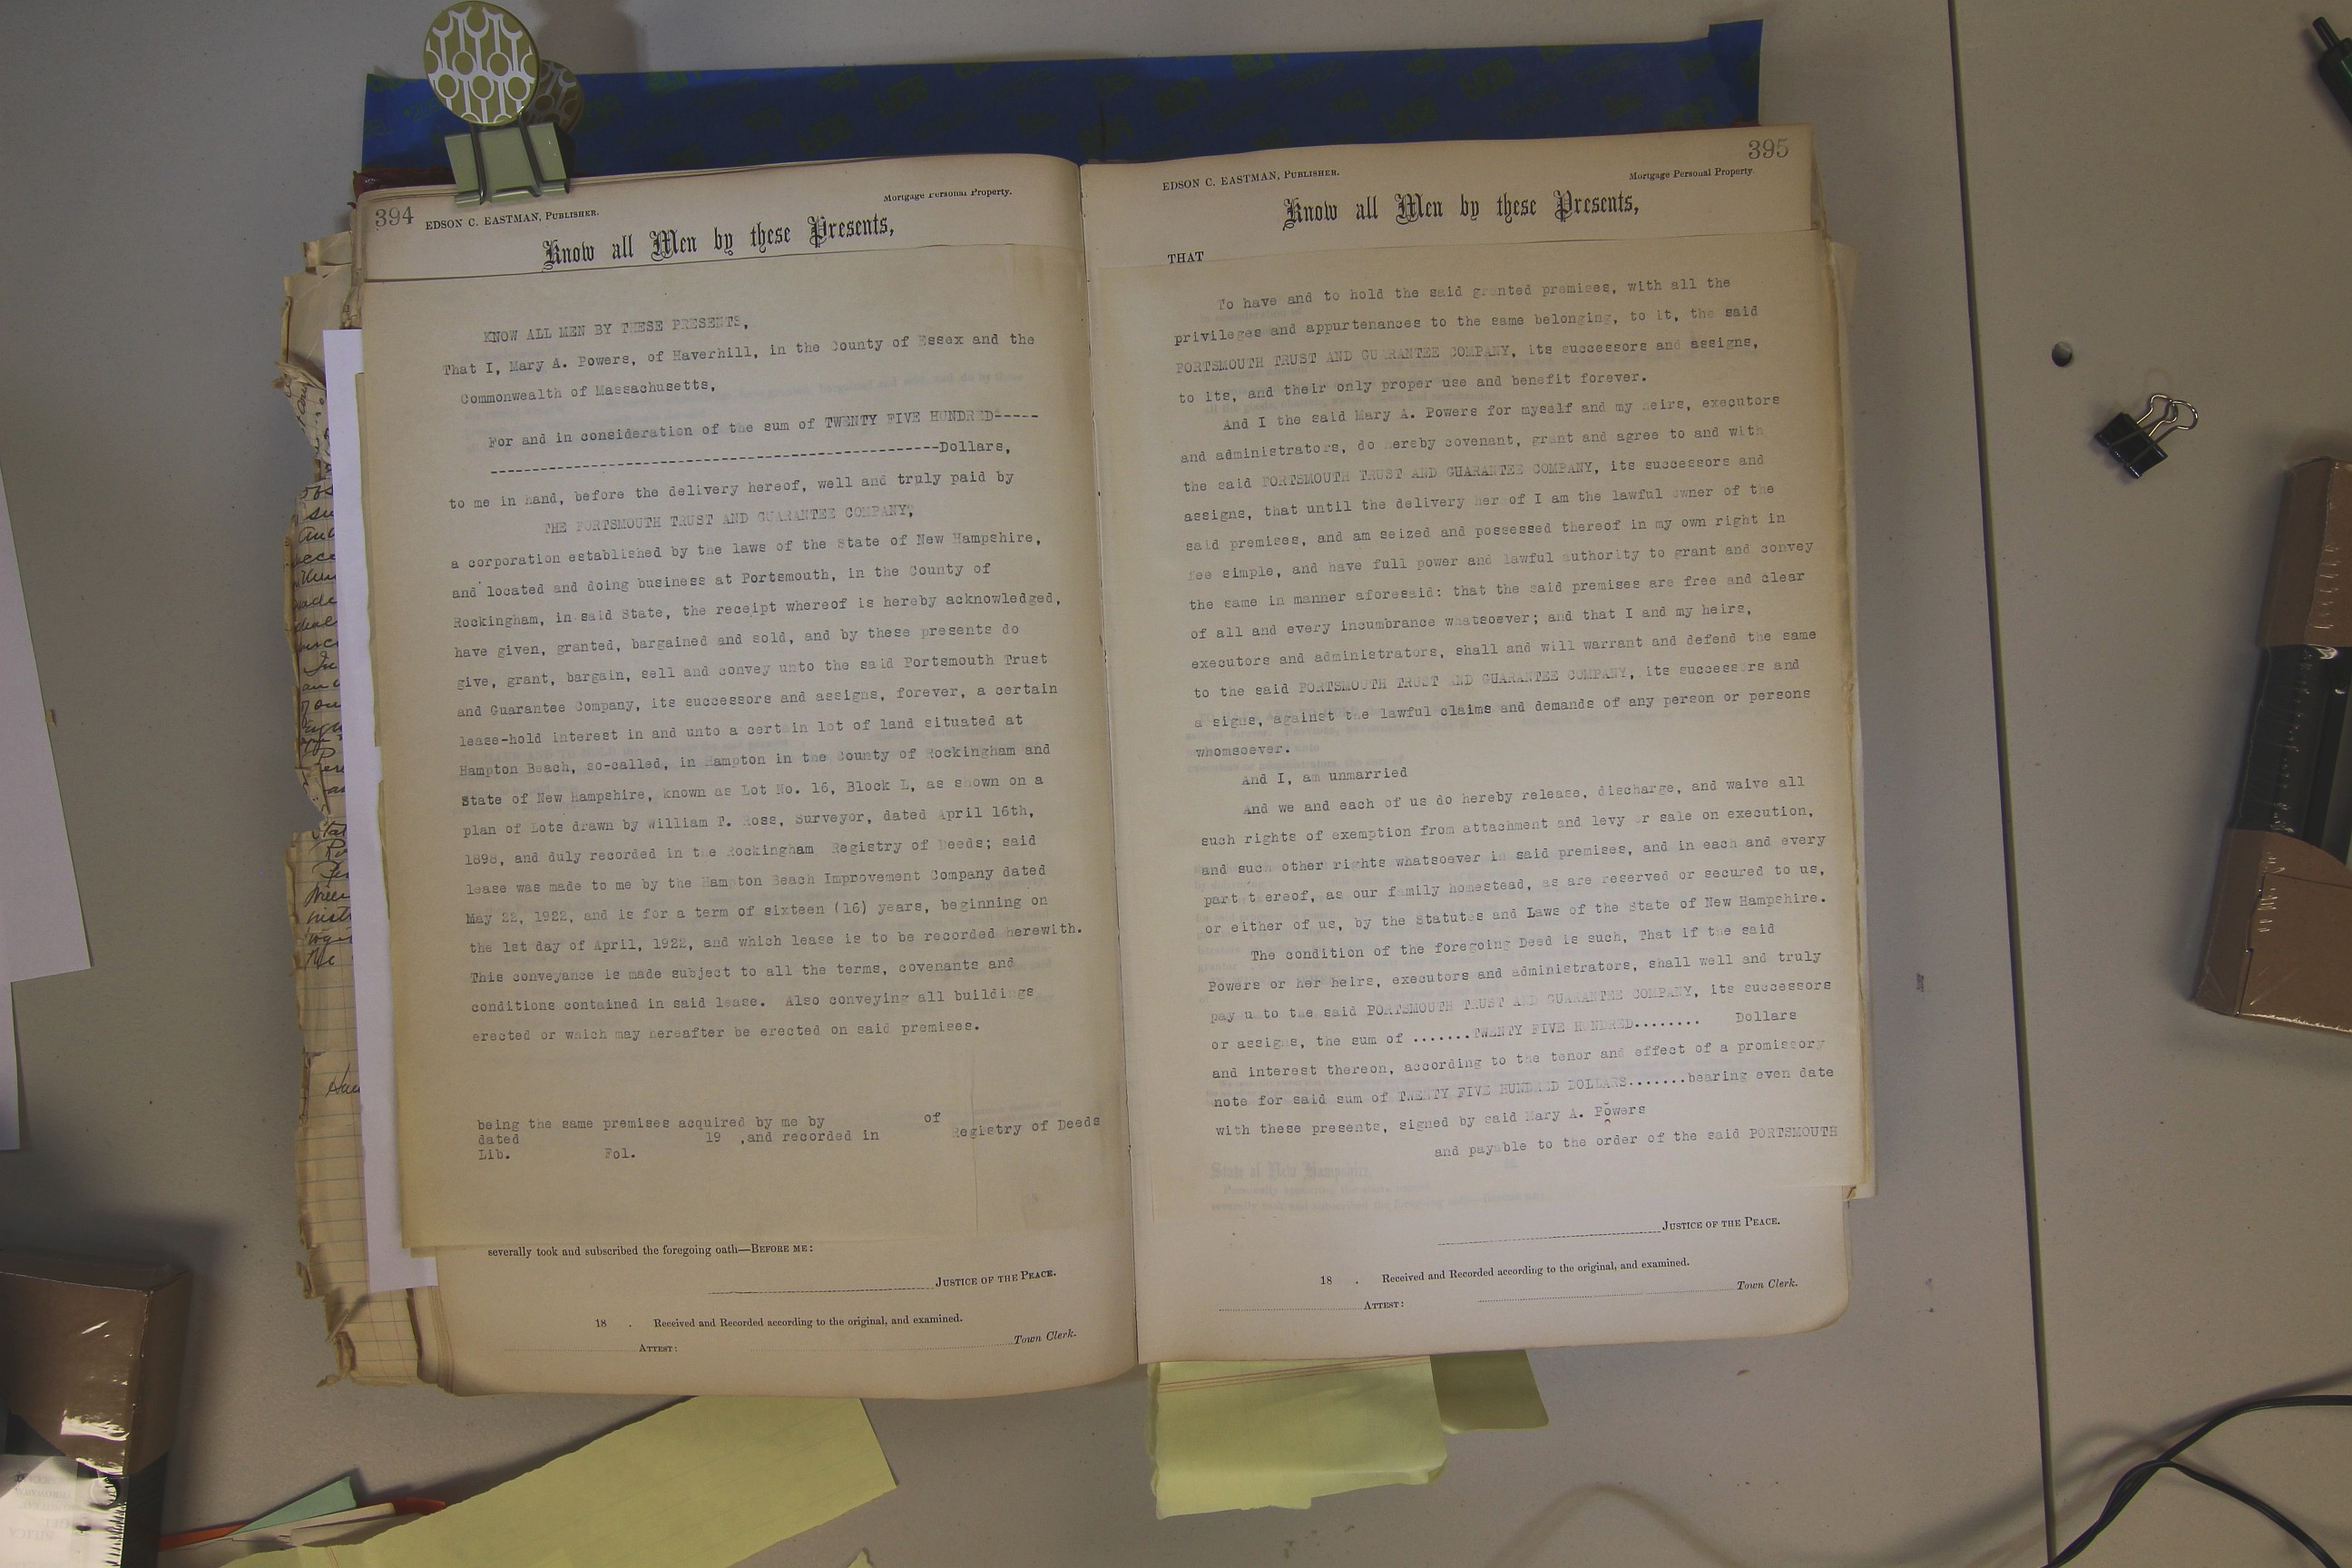 394 EDSON C. EASTMAN, PUBLISHER.
Mortgage Personal Property.
Know all Men by these Presents,
KNOW ALL MEN BY THESE PRESENTS,
That I, Mary A. Powers, of Haverhill, in the County of Essex and the
Commonwealth of Massachusetts,
For and in consideration of the sum of TWENTY FIVE HUNDRED-----
--------------------------------------------------Dollars,
to me in hand, before the delivery hereof, well and truly paid by
THE PORTSMOUTH TRUST AND GUARANTEE COMPANY,
a corporation established by the laws of the State of New Hampshire,
and located and doing business at Portsmouth, in the County of
Rockingham, in said State, the receipt whereof is hereby acknowledged,
have given, granted, bargained and sold, and by these presents do
give, grant, bargain, sell and convey unto the said Portsmouth Trust
and Guarantee Company, its successors and assigns, forever, a certain
lease-hold interest in and unto a certain lot of land situated at
Hampton Beach, so-called, in Hampton in the County of Rockingham and
State of New Hampshire, known as Lot No. 16, Block L, as shown on a
plan of Lots drawn by William T. Ross, Surveyor, dated April 16th,
1898, and duly recorded in the Rockingham Registry of Deeds; said
lease was made to me by the Hampton Beach Improvement Company dated
May 22, 1922, and is for a term of sixteen (16) years, beginning on
the 1st day of April, 1922, and which lease is to be recorded herewith.
This conveyance is made subject to all the terms, covenants and
conditions contained in said lease. Also conveying all buildings
erected or which may hereafter be erected on said premises.
being the same premises acquired by me by of
dated 19 ,and recorded in Registry of Deeds
Lib. Fol.
severally took and subscribed the foregoing oath—BEFORE ME:
JUSTICE OF THE PEACE.
18 . Received and Recorded according to the original, and examined.
ATTEST: Town Clerk.
395
EDSON C. EASTMAN, PUBLISHER.
Mortgage Personal Property
Know all Men by these Presents,
THAT
To have and to hold the said granted premises, with all the
privileges and appurtenances to the same belonging, to it, the said
PORTSMOUTH TRUST AND GUARANTEE COMPANY, its successors and assigns,
to its, and their only proper use and benefit forever.
And I the said Mary A. Powers for myself and my heirs, executors
and administrators, do hereby covenant, grant and agree to and with
the said PORTSMOUTH TRUST AND GUARANTEE COMPANY, its successors and
assigns, that until the delivery hereof I am the lawful owner of the
said premises, and am seized and possessed thereof in my own right in
fee simple, and have full power and lawful authority to grant and convey
the same in manner aforesaid: that the said premises are free and clear
of all and every incumbrance whatsoever; and that I and my heirs,
executors and administrators, shall and will warrant and defend the same
to the said PORTSMOUTH TRUST AND GUARANTEE COMPANY, its successors and
assigns, against the lawful claims and demands of any person or persons
whomsoever.
And I, am unmarried
And we and each of us do hereby release, discharge, and waive all
such rights of exemption from attachment and levy or sale on execution,
and such other rights whatsoever in said premises, and in each and every
part thereof, as our family homestead, as are reserved or secured to us,
or either of us, by the Statutes and Laws of the State of New Hampshire.
The condition of the foregoing Deed is such, That if the said
Powers or her heirs, executors and administrators, shall well and truly
pay unto the said PORTSMOUTH TRUST AND GUARANTEE COMPANY, its successors
or assigns, the sum of .......TWENTY FIVE HUNDRED........ Dollars
and interest thereon, according to the tenor and effect of a promissory
note for said sum of TWENTY FIVE HUNDRED DOLLARS.......bearing even date
with these presents, signed by said Mary A. Powers
and payable to the order of the said PORTSMOUTH
State of New Hampshire,
JUSTICE OF THE PEACE.
18 . Received and Recorded according to the original, and examined.
ATTEST: Town Clerk.